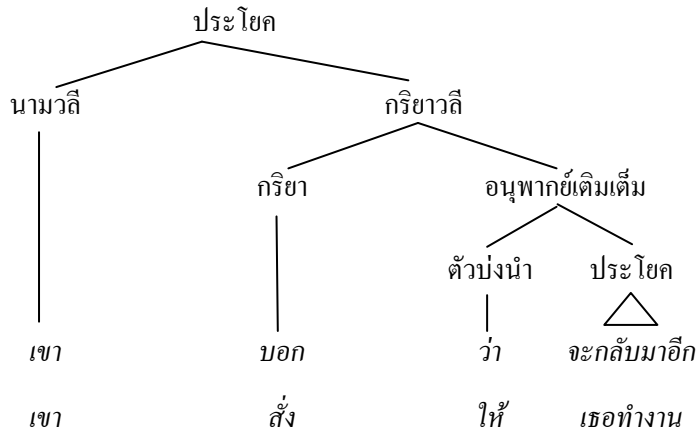 ประโยค
นามวลี กริยาวลี
กริยา อนุพากย์เติมเต็ม
ตัวบ่งนำ ประโยค
เขา บอก ว่า จะกลับมาอีก
เขา สั่ง ให้ เธอทำงาน